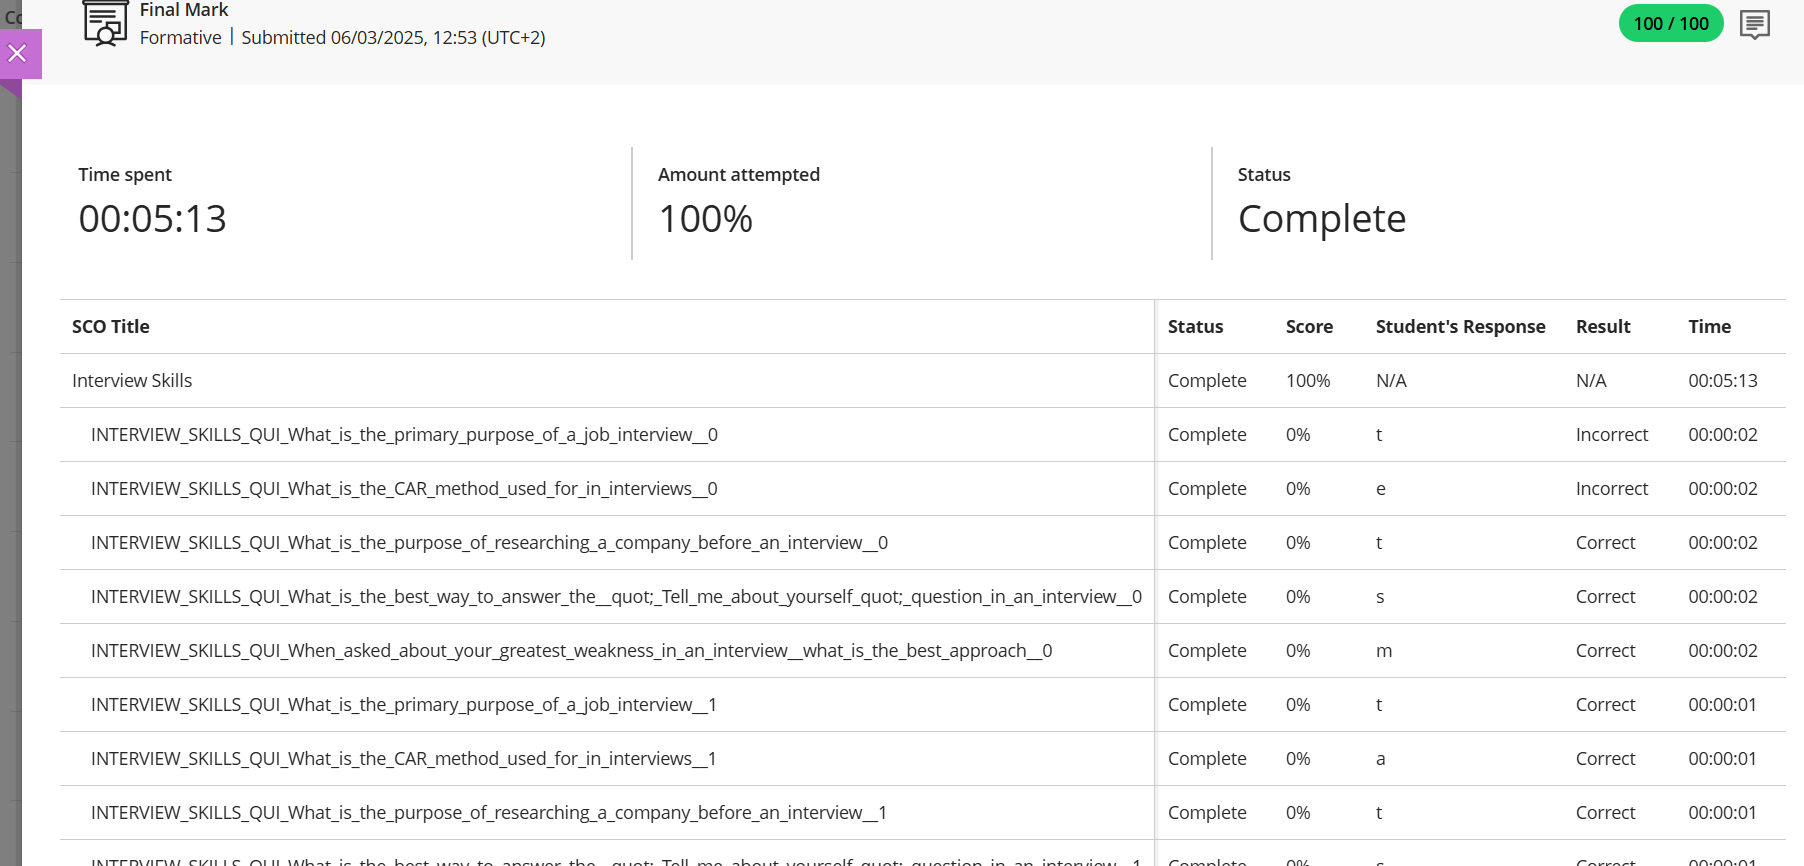 Co
Final Mark
Formative | Submitted 06/03/2025, 12:53 (UTC+2)
100 / 100
Time spent
00:05:13
Amount attempted
100%
Status
Complete
SCO Title Status Score Student's Response Result Time
Interview Skills Complete 100% N/A N/A 00:05:13
INTERVIEW_SKILLS_QUI_What_is_the_primary_purpose_of_a_job_interview__0 Complete 0% t Incorrect 00:00:02
INTERVIEW_SKILLS_QUI_What_is_the_CAR_method_used_for_in_interviews__0 Complete 0% e Incorrect 00:00:02
INTERVIEW_SKILLS_QUI_What_is_the_purpose_of_researching_a_company_before_an_interview__0 Complete 0% t Correct 00:00:02
INTERVIEW_SKILLS_QUI_What_is_the_best_way_to_answer_the__quot;_Tell_me_about_yourself_quot;_question_in_an_interview__0 Complete 0% s Correct 00:00:02
INTERVIEW_SKILLS_QUI_When_asked_about_your_greatest_weakness_in_an_interview__what_is_the_best_approach__0 Complete 0% m Correct 00:00:02
INTERVIEW_SKILLS_QUI_What_is_the_primary_purpose_of_a_job_interview__1 Complete 0% t Correct 00:00:01
INTERVIEW_SKILLS_QUI_What_is_the_CAR_method_used_for_in_interviews__1 Complete 0% a Correct 00:00:01
INTERVIEW_SKILLS_QUI_What_is_the_purpose_of_researching_a_company_before_an_interview__1 Complete 0% t Correct 00:00:01
INTERVIEW_SKILLS_QUI_What_is_the_best_way_to_answer_the__quot;_Tell_me_about_yourself_quot;_question_in_an_interview__1 Complete 0% s Correct 00:00:01